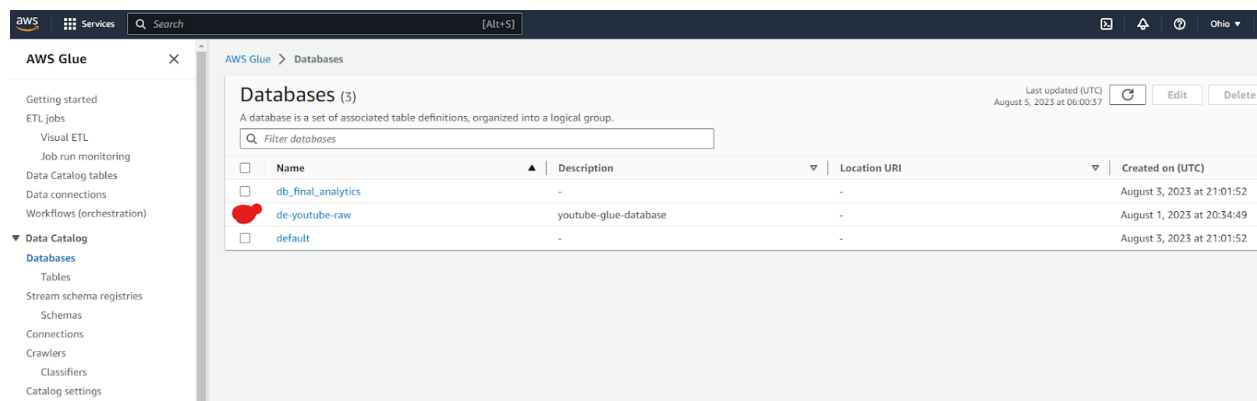 aws Services Search [Alt+S] Ohio ▼
AWS Glue
Getting started
ETL jobs
Visual ETL
Job run monitoring
Data Catalog tables
Data connections
Workflows (orchestration)
Data Catalog
Databases
Tables
Stream schema registries
Schemas
Connections
Crawlers
Classifiers
Catalog settings
AWS Glue > Databases
Databases (3)
A database is a set of associated table definitions, organized into a logical group.
Last updated (UTC)
August 5, 2023 at 06:00:37
Edit Delete
Filter databases
Name Description Location URI Created on (UTC)
db_final_analytics - - August 3, 2023 at 21:01:52
de-youtube-raw youtube-glue-database - August 1, 2023 at 20:34:49
default - - August 3, 2023 at 21:01:52